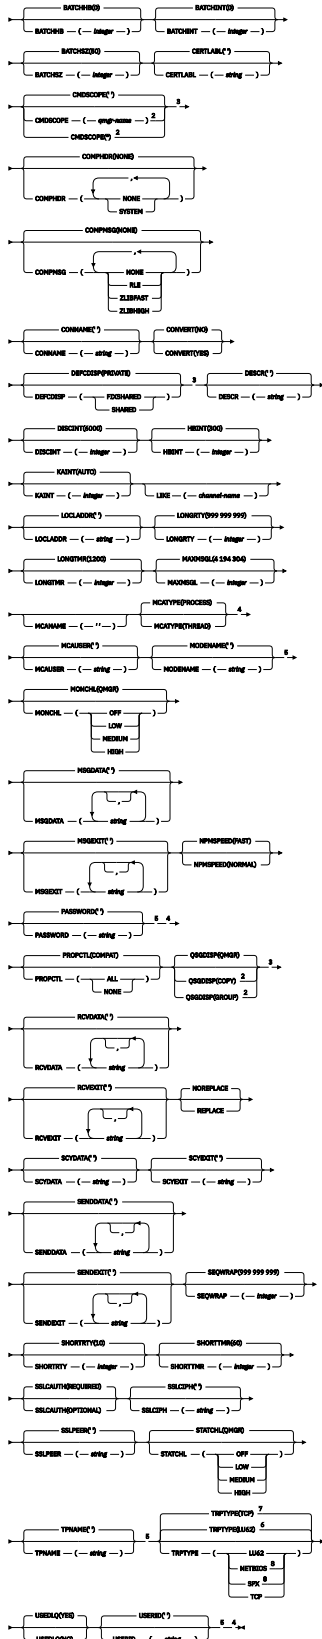 BATCHHB(0) BATCHINT(0)
BATCHHB ( integer ) BATCHINT ( integer )
BATCHSZ(50) CERTLABL(' ')
BATCHSZ ( integer ) CERTLABL ( string )
CMDSCOPE(' ') 3
CMDSCOPE ( qmgr-name ) 2
CMDSCOPE(*) 2
COMPHDR(NONE)
,
COMPHDR ( NONE )
SYSTEM
COMPMSG(NONE)
,
COMPMSG ( NONE )
RLE
ZLIBFAST
ZLIBHIGH
CONNAME(' ') CONVERT(NO)
CONNAME ( string ) CONVERT(YES)
DEFCDISP(PRIVATE) 3 DESCR(' ')
DEFCDISP ( FIXSHARED ) DESCR ( string )
SHARED
DISCINT(6000) HBINT(300)
DISCINT ( integer ) HBINT ( integer )
KAINT(AUTO)
KAINT ( integer ) LIKE ( channel-name )
LOCLADDR(' ') LONGRTY(999 999 999)
LOCLADDR ( string ) LONGRTY ( integer )
LONGTMR(1200) MAXMSGL(4 194 304)
LONGTMR ( integer ) MAXMSGL ( integer )
MCATYPE(PROCESS) 4
MCANAME ( ' ' ) MCATYPE(THREAD)
MCAUSER(' ') MODENAME(' ') 5
MCAUSER ( string ) MODENAME ( string )
MONCHL(QMGR)
MONCHL ( OFF )
LOW
MEDIUM
HIGH
MSGDATA(' ')
,
MSGDATA ( string )
MSGEXIT(' ') NPMSPEED(FAST)
, NPMSPEED(NORMAL)
MSGEXIT ( string )
PASSWORD(' ') 5 4
PASSWORD ( string )
PROPCTL(COMPAT) QSGDISP(QMGR) 3
PROPCTL ( ALL ) QSGDISP(COPY) 2
NONE QSGDISP(GROUP) 2
RCVDATA(' ')
,
RCVDATA ( string )
RCVEXIT(' ') NOREPLACE
, REPLACE
RCVEXIT ( string )
SCYDATA(' ') SCYEXIT(' ')
SCYDATA ( string ) SCYEXIT ( string )
SENDDATA(' ')
,
SENDDATA ( string )
SENDEXIT(' ') SEQWRAP(999 999 999)
, SEQWRAP ( integer )
SENDEXIT ( string )
SHORTRTY(10) SHORTTMR(60)
SHORTRTY ( integer ) SHORTTMR ( integer )
SSLCAUTH(REQUIRED) SSLCIPH(' ')
SSLCAUTH(OPTIONAL) SSLCIPH ( string )
SSLPEER(' ') STATCHL(QMGR)
SSLPEER ( string ) STATCHL ( OFF )
LOW
MEDIUM
HIGH
TRPTYPE(TCP) 7
TPNAME(' ') 5 TRPTYPE(LU62) 6
TPNAME ( string ) TRPTYPE ( LU62 )
NETBIOS 8
SPX 8
TCP
USEDLQ(YES) USERID(' ') 5 4